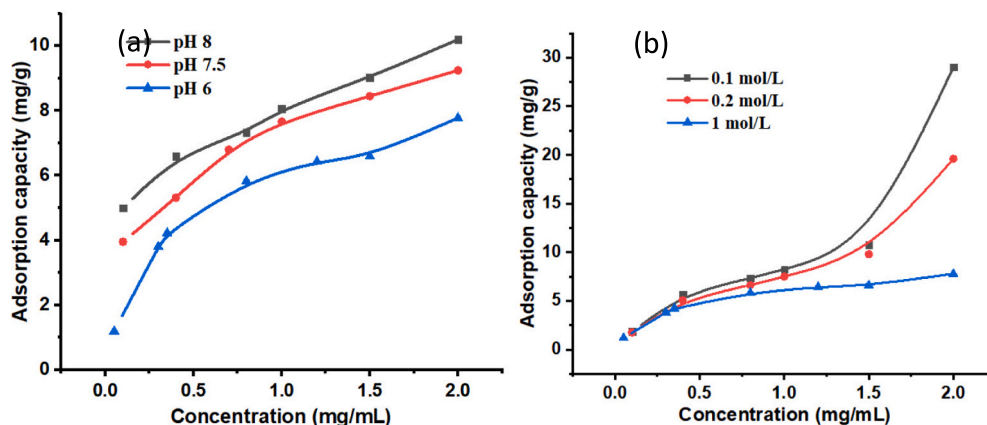 (a)
pH 8
pH 7.5
pH 6
10
8
6
4
2
0
Adsorption capacity (mg/g)
0.0 0.5 1.0 1.5 2.0
Concentration (mg/mL)
(b)
0.1 mol/L
0.2 mol/L
1 mol/L
30
25
20
15
10
5
0
Adsorption capacity (mg/g)
0.0 0.5 1.0 1.5 2.0
Concentration (mg/mL)